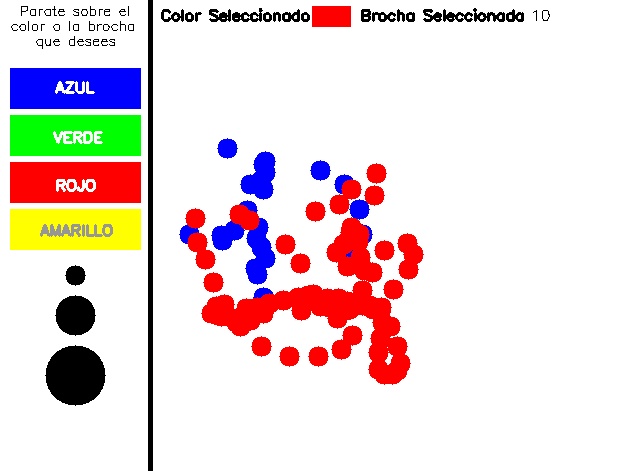 Parate sobre el
color o la brocha
que desees
Color Seleccionado Brocha Seleccionada 10
AZUL
VERDE
ROJO
AMARILLO